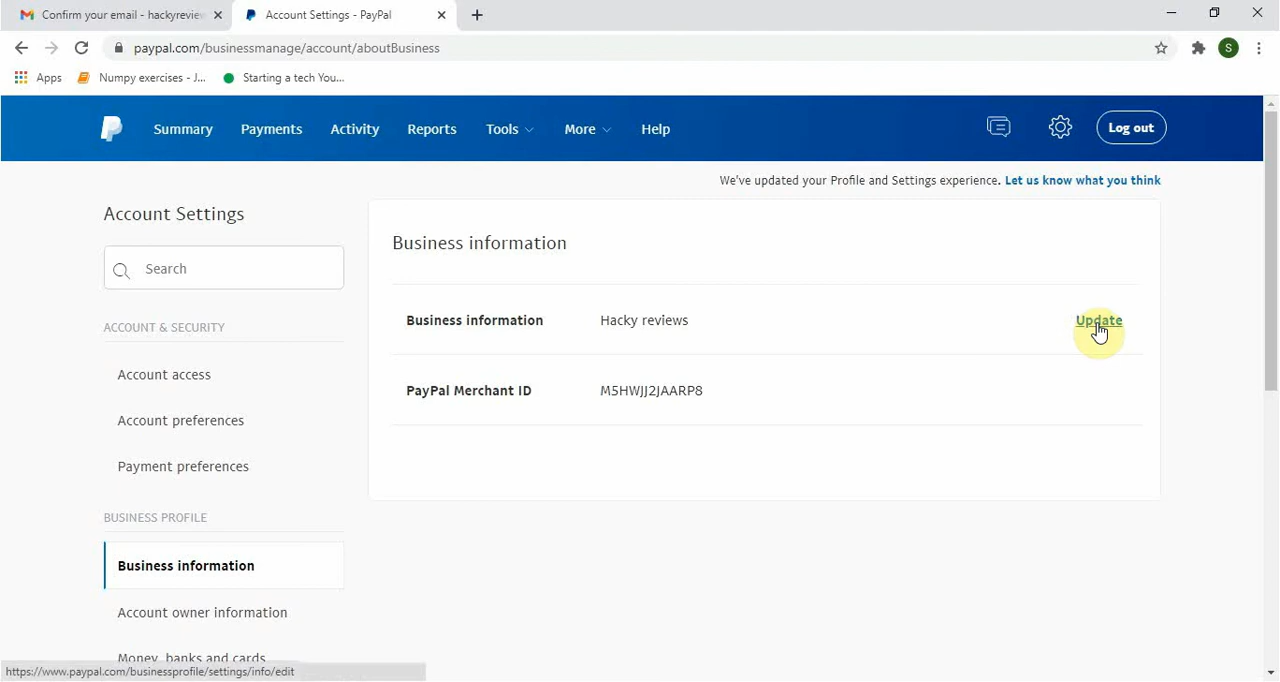 Confirm your email - hackyreview
Account Settings - PayPal
paypal.com/businessmanage/account/aboutBusiness
S
Apps
Numpy exercises - J...
Starting a tech You...
Summary
Payments
Activity
Reports
Tools
More
Help
Log out
We've updated your Profile and Settings experience. Let us know what you think
Account Settings
Search
ACCOUNT & SECURITY
Account access
Account preferences
Payment preferences
BUSINESS PROFILE
Business information
Account owner information
Money, banks and cards
Business information
Business information Hacky reviews Update
PayPal Merchant ID M5HWJJ2JAARP8
https://www.paypal.com/businessprofile/settings/info/edit